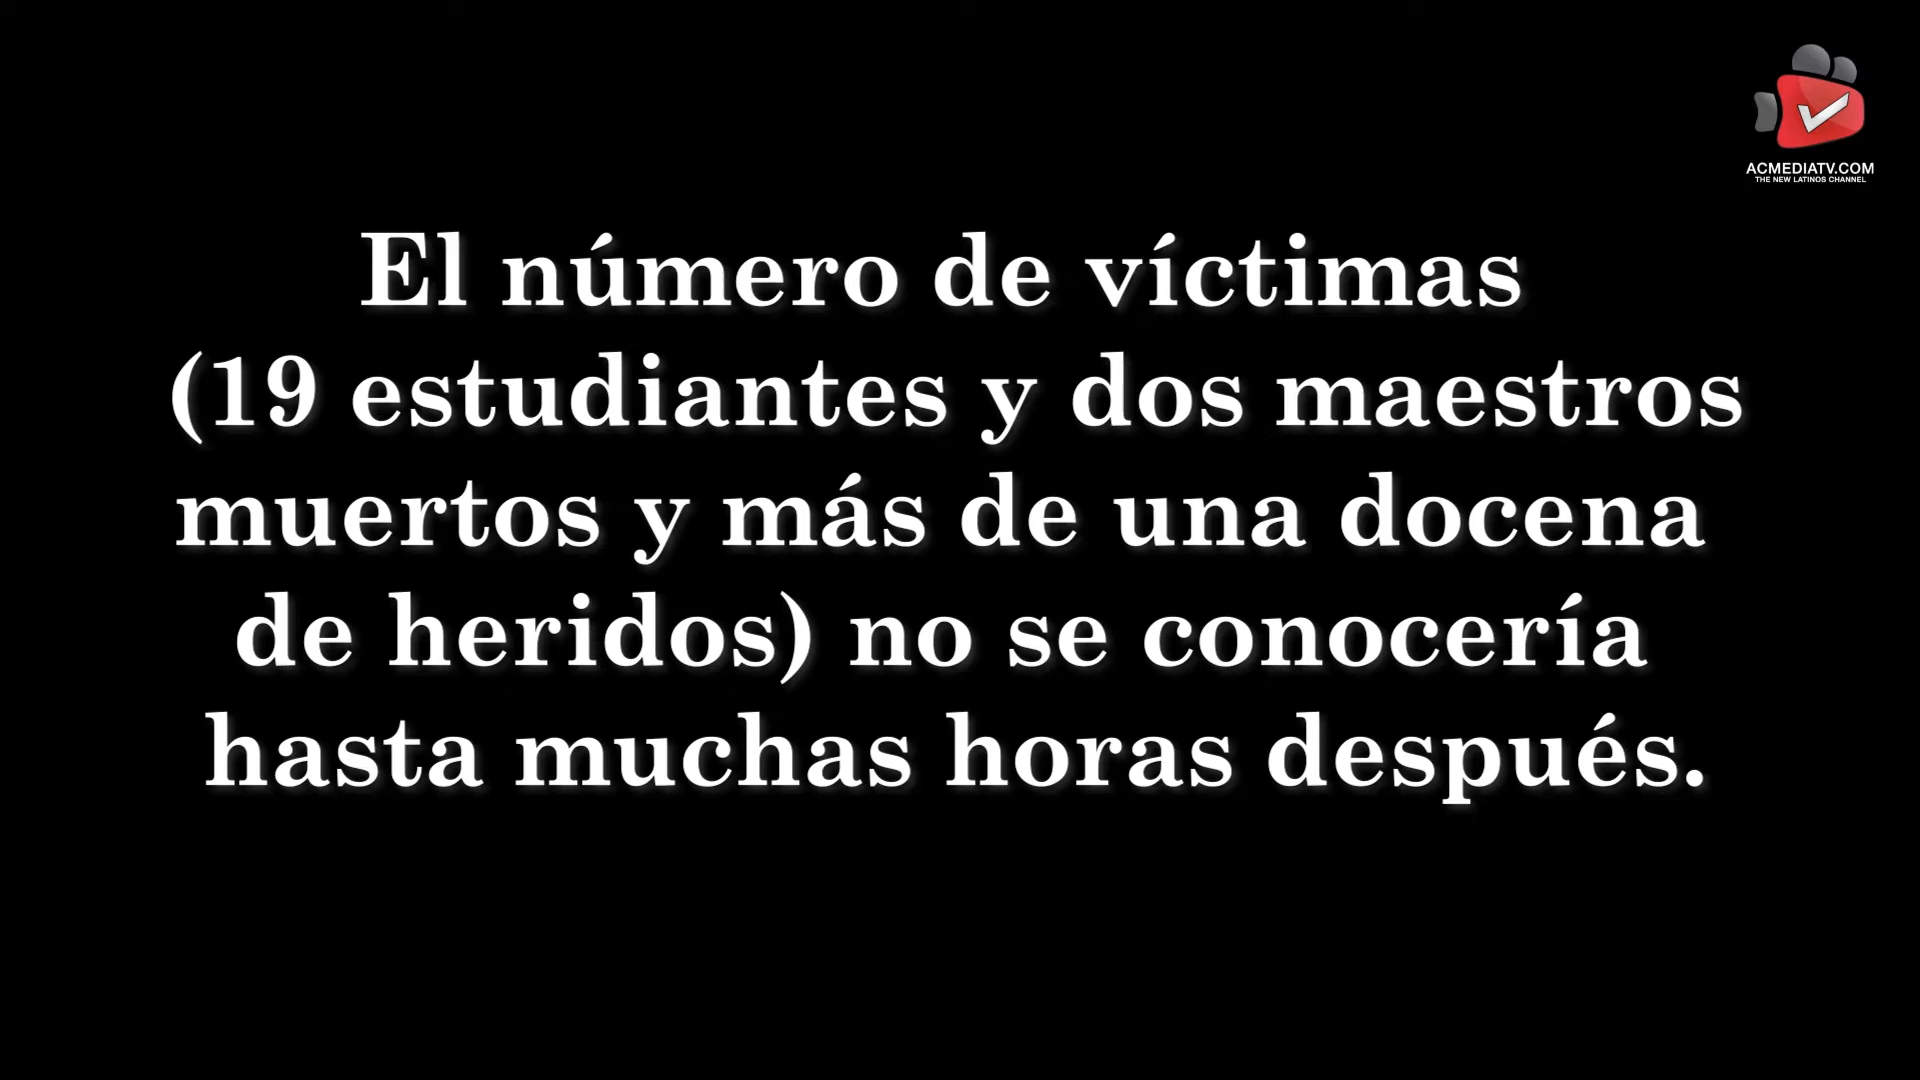 ACMEDIATV.COM
THE NEW LATINOS CHANNEL
El número de víctimas
(19 estudiantes y dos maestros
muertos y más de una docena
de heridos) no se conocería
hasta muchas horas después.